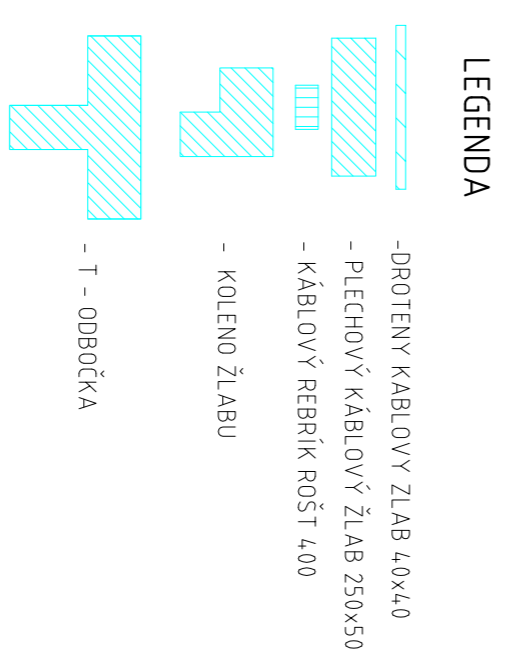 LEGENDA
-DROTENY KABLOVY ZLAB 40x40
- PLECHOVÝ KÁBLOVÝ ŽLAB 250x50
- KÁBLOVÝ REBRÍK ROŠT 400
- KOLENO ŽLABU
- T - ODBOČKA